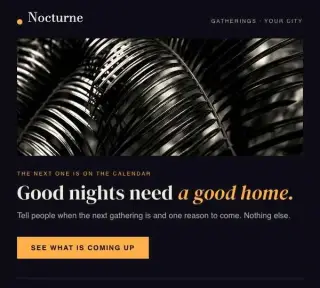 Nocturne
GATHERINGS · YOUR CITY
THE NEXT ONE IS ON THE CALENDAR
Good nights need a good home.
Tell people when the next gathering is and one reason to come. Nothing else.
SEE WHAT IS COMING UP